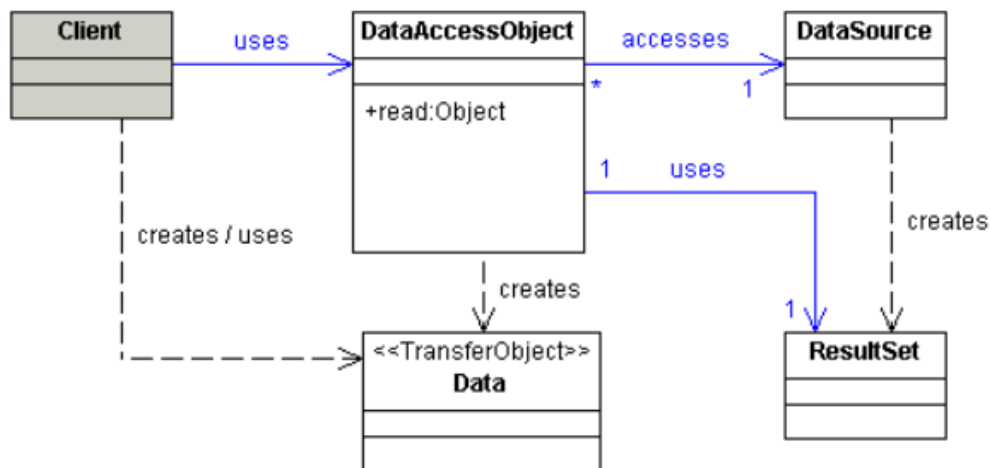 Client
uses
DataAccessObject
accesses
DataSource
*
1
+read:Object
1
uses
creates / uses
creates
creates
1
<<TransferObject>>
Data
ResultSet